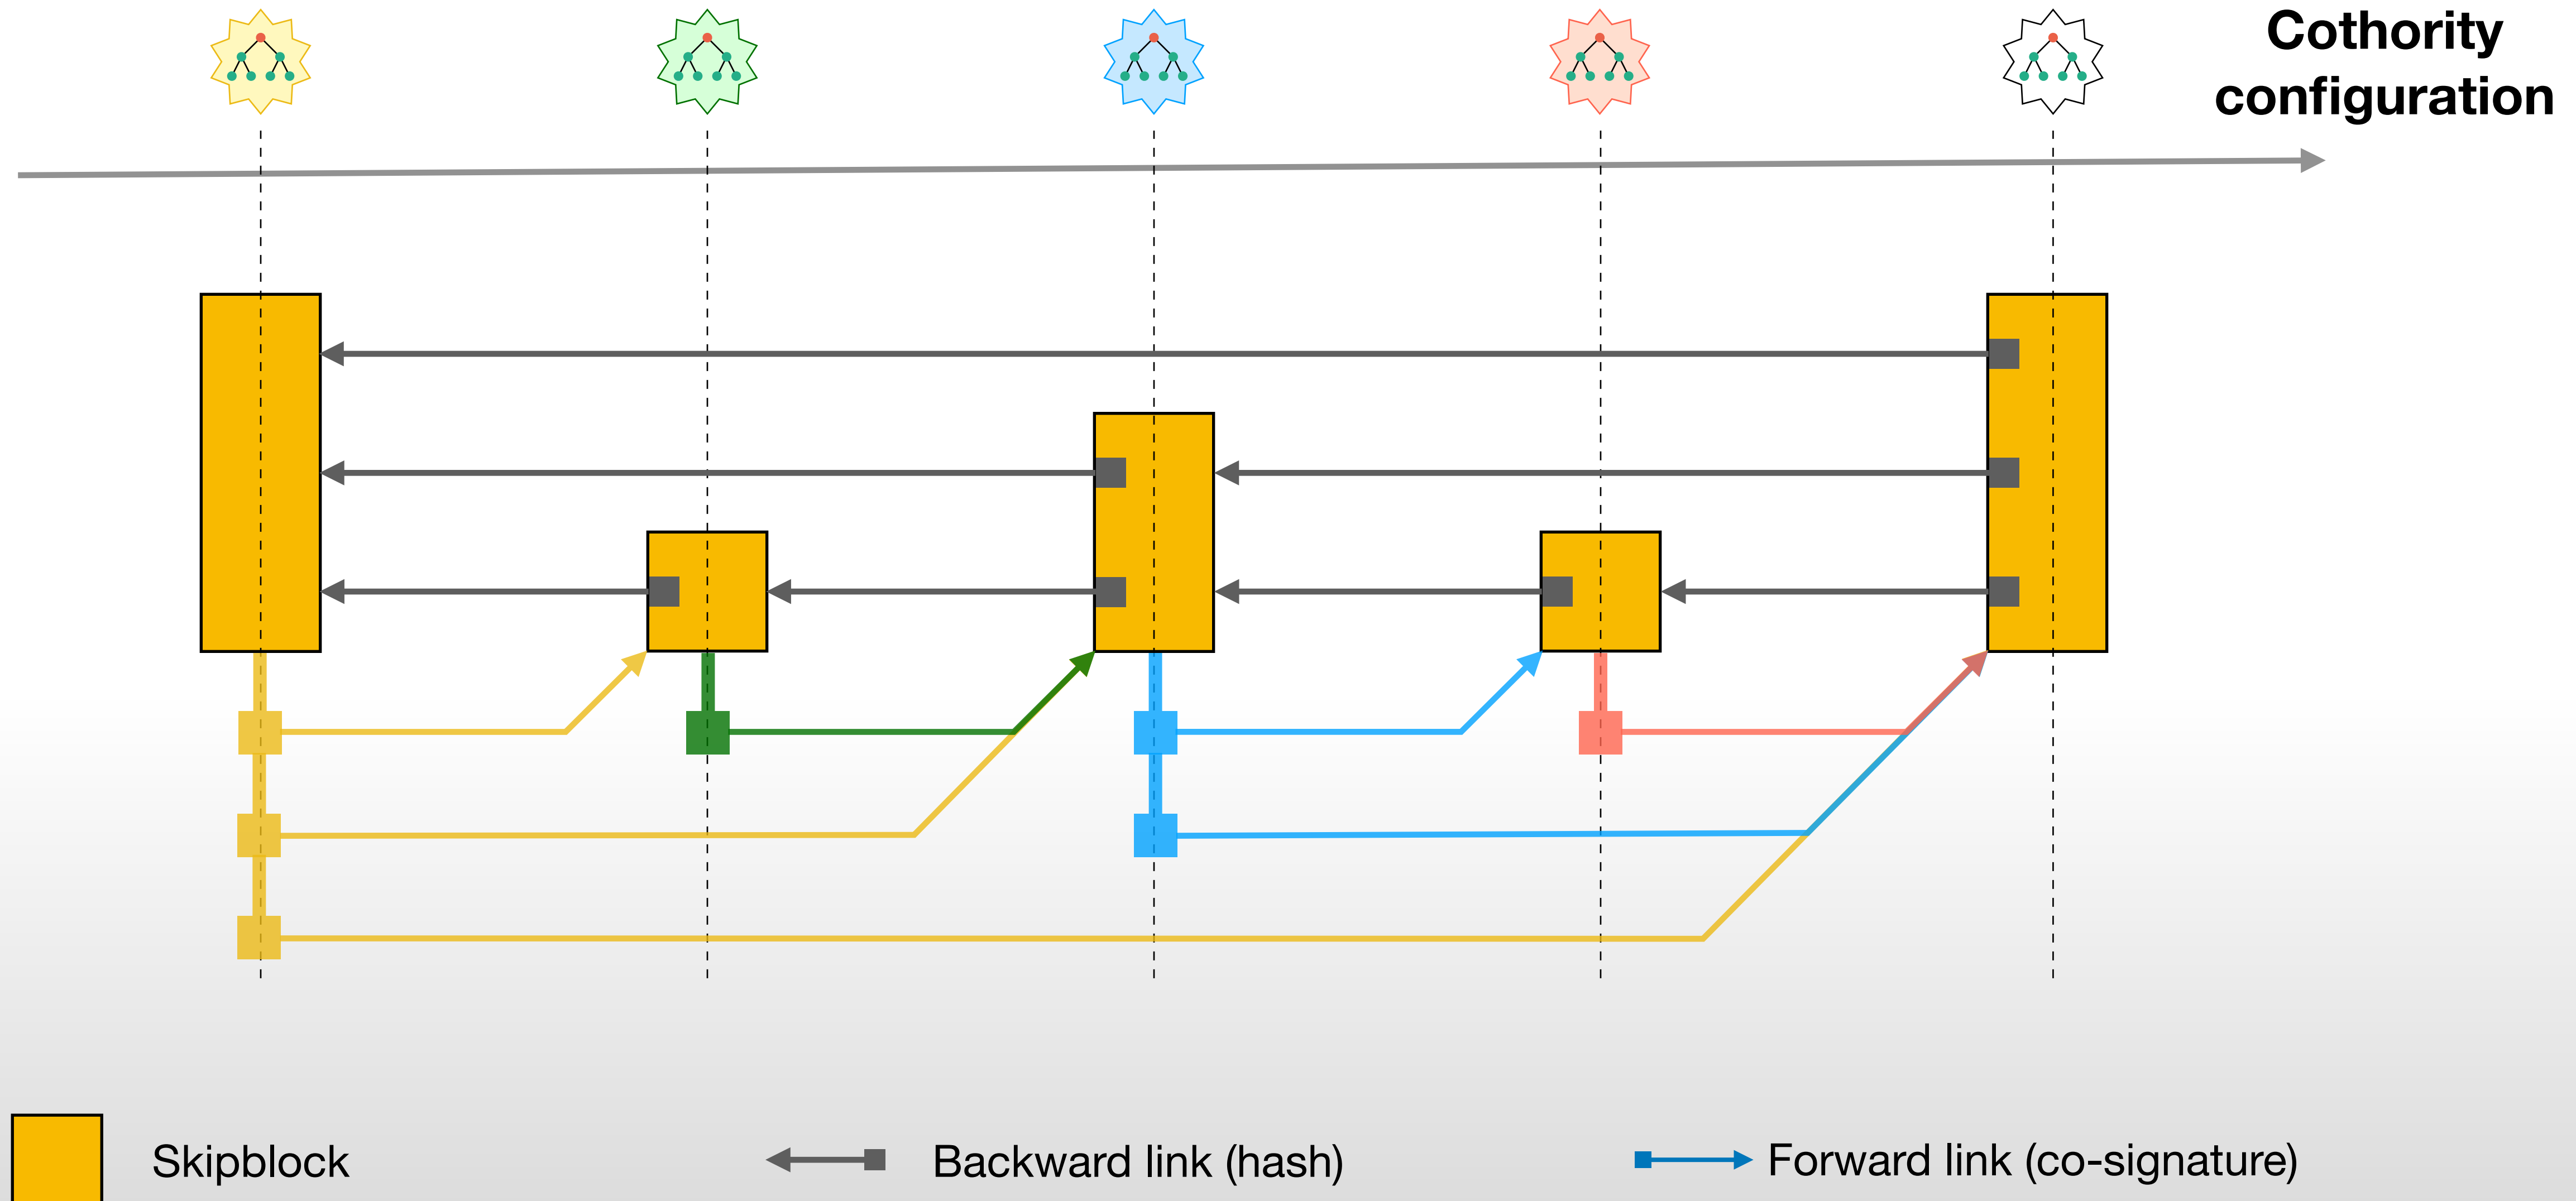 Cothority
configuration
Skipblock
Backward link (hash)
Forward link (co-signature)